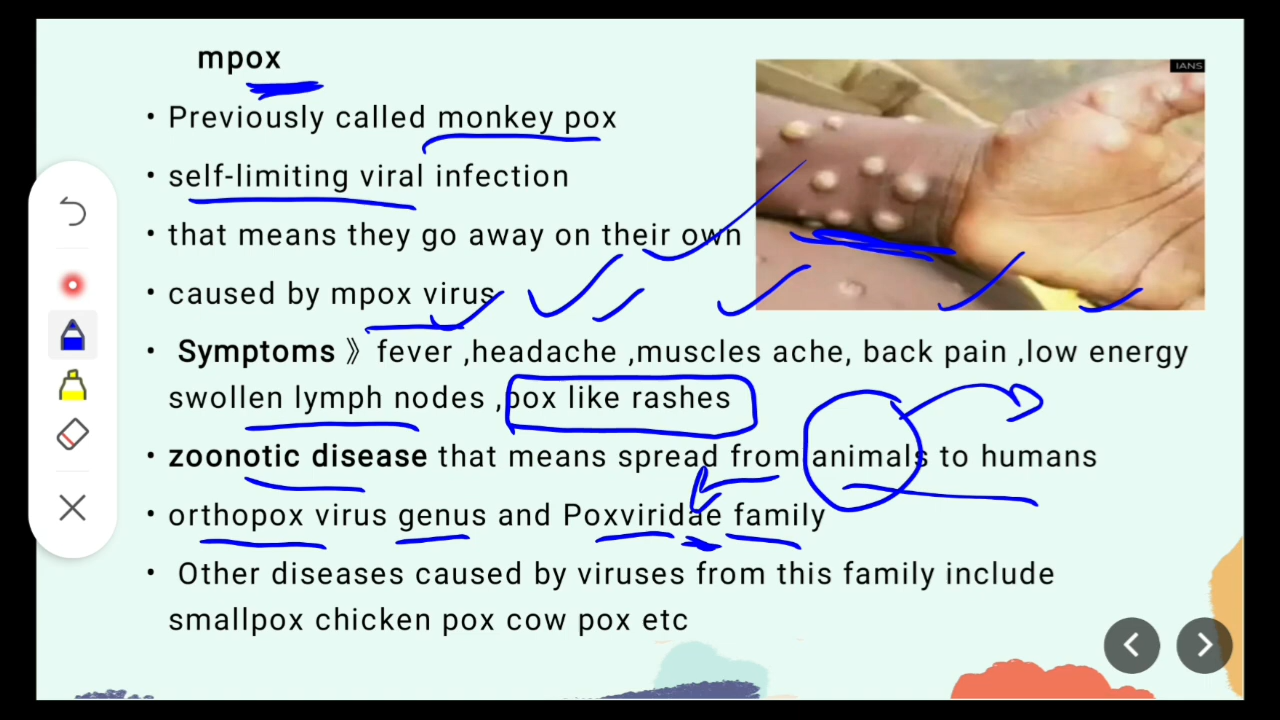 mpox
IANS
• Previously called monkey pox
• self-limiting viral infection
• that means they go away on their own
• caused by mpox virus
• Symptoms 》 fever ,headache ,muscles ache, back pain ,low energy
swollen lymph nodes ,pox like rashes
• zoonotic disease that means spread from animals to humans
• orthopox virus genus and Poxviridae family
• Other diseases caused by viruses from this family include
smallpox chicken pox cow pox etc